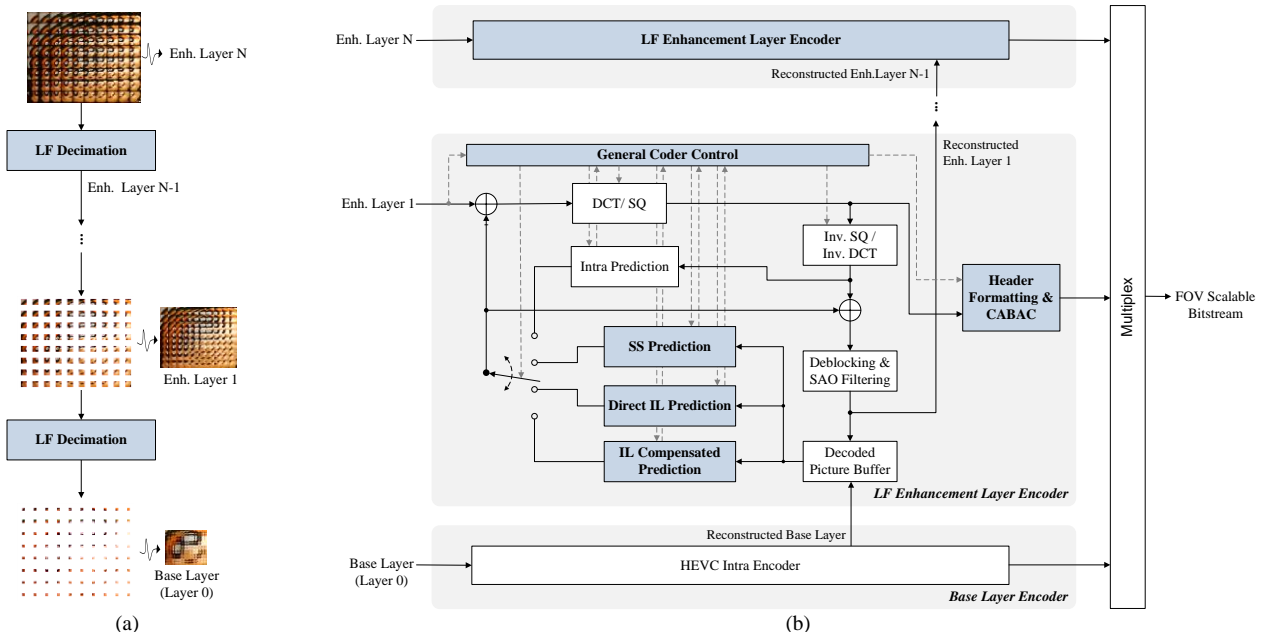 Enh. Layer N
LF Decimation
Enh. Layer N-1
...
Enh. Layer 1
LF Decimation
Base Layer
(Layer 0)
(a)
Enh. Layer N
LF Enhancement Layer Encoder
Reconstructed Enh.Layer N-1
...
Reconstructed
Enh. Layer 1
General Coder Control
Enh. Layer 1
DCT/ SQ
Inv. SQ /
Inv. DCT
Intra Prediction
Header
Formatting &
CABAC
SS Prediction
Deblocking &
SAO Filtering
Direct IL Prediction
IL Compensated
Prediction
Decoded
Picture Buffer
LF Enhancement Layer Encoder
Reconstructed Base Layer
Base Layer
(Layer 0)
HEVC Intra Encoder
Base Layer Encoder
Multiplex
FOV Scalable
Bitstream
(b)